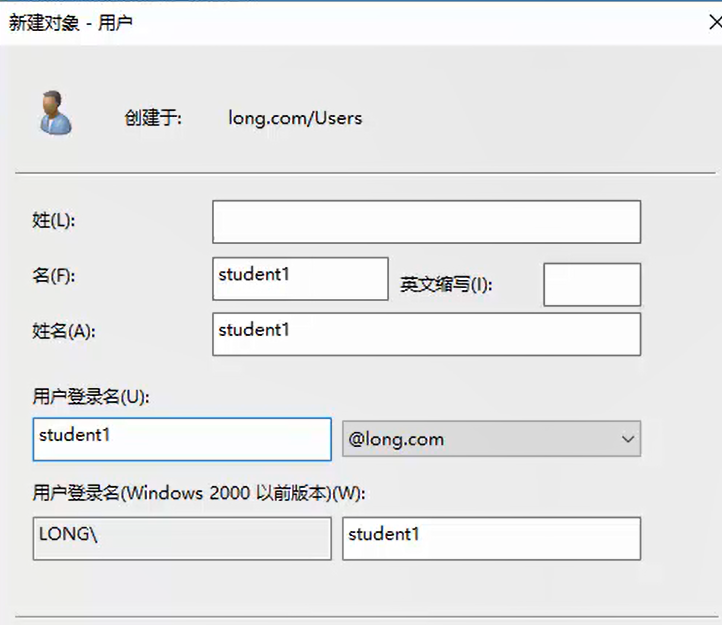 新建对象 - 用户
创建于: long.com/Users
姓(L):
名(F): student1 英文缩写(I):
姓名(A): student1
用户登录名(U):
student1 @long.com
用户登录名(Windows 2000 以前版本)(W):
LONG\ student1